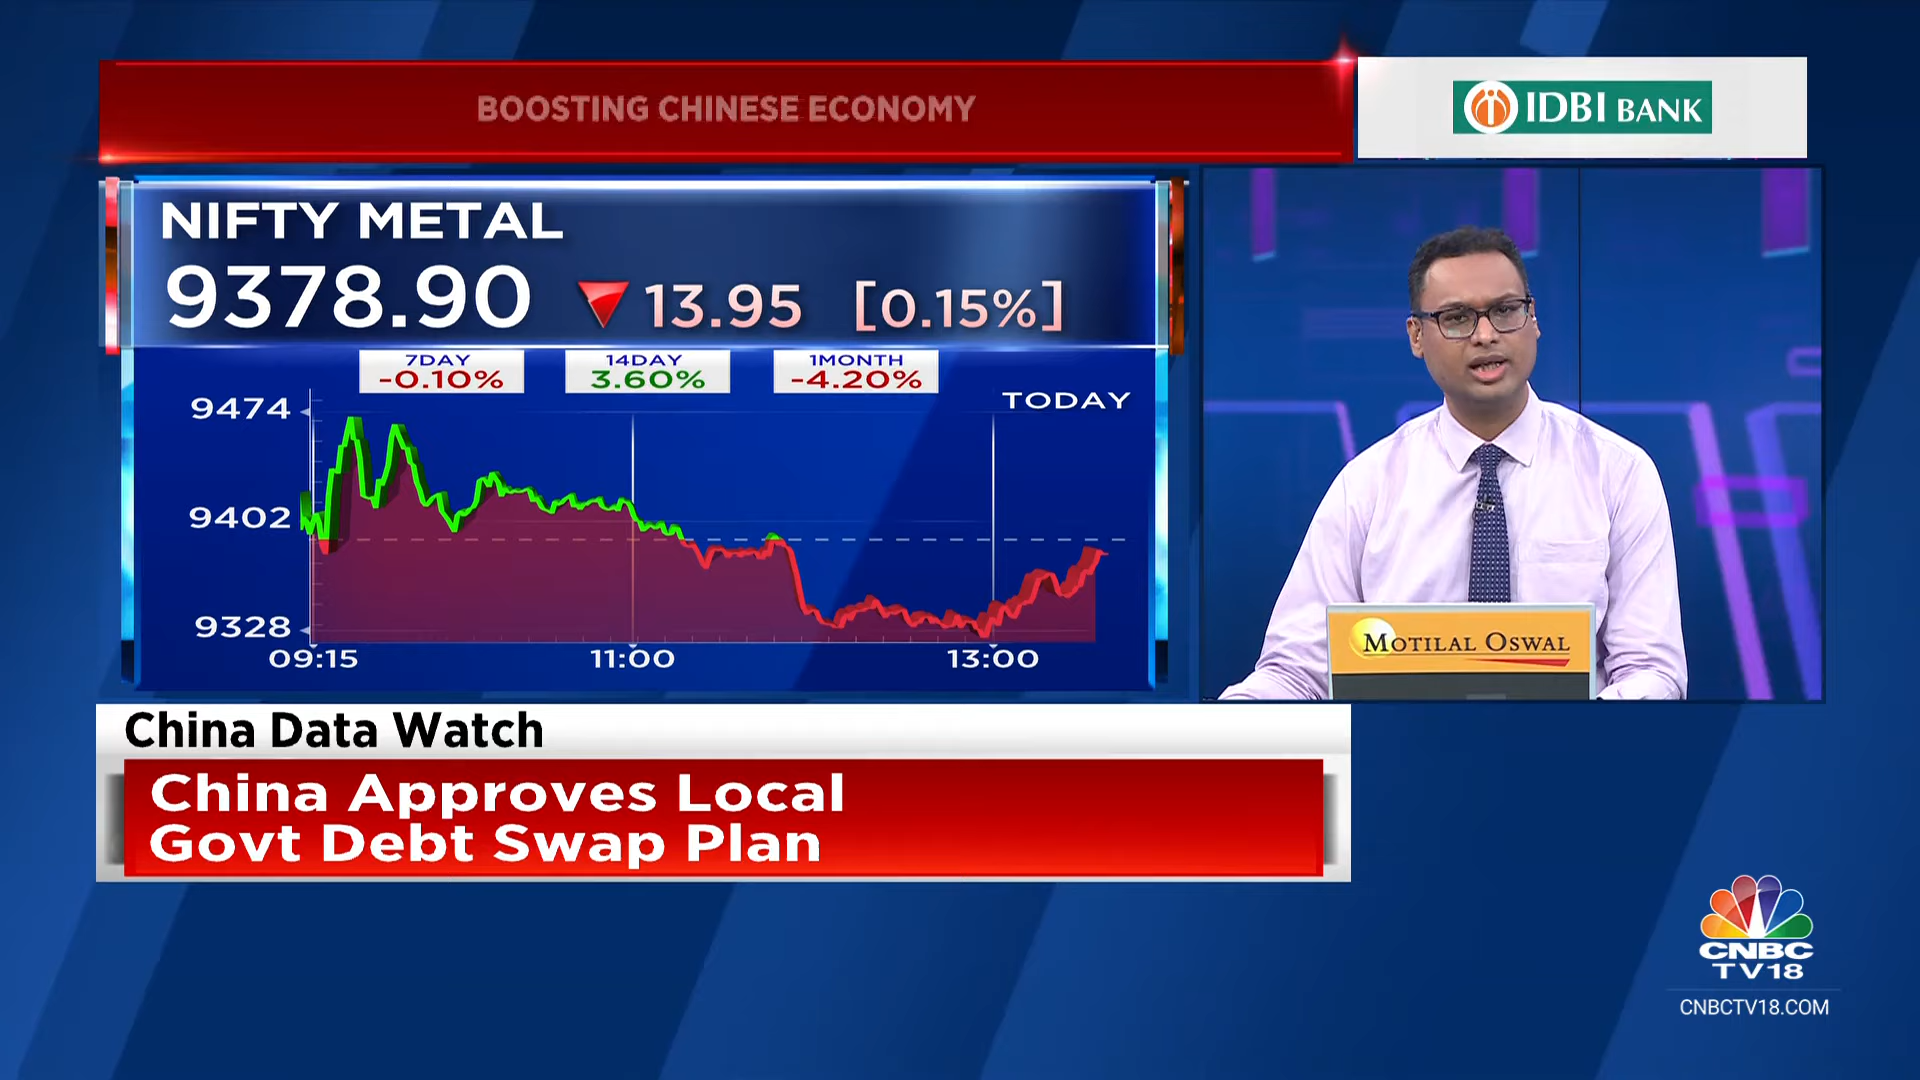 BOOSTING CHINESE ECONOMY
IDBI BANK
NIFTY METAL
9378.90 ▼ 13.95 [0.15%]
7DAY 14DAY 1MONTH
-0.10% 3.60% -4.20%
TODAY
9474
9402
9328
09:15 11:00 13:00
MOTILAL OSWAL
China Data Watch
China Approves Local
Govt Debt Swap Plan
CNBC
TV18
CNBCTV18.COM